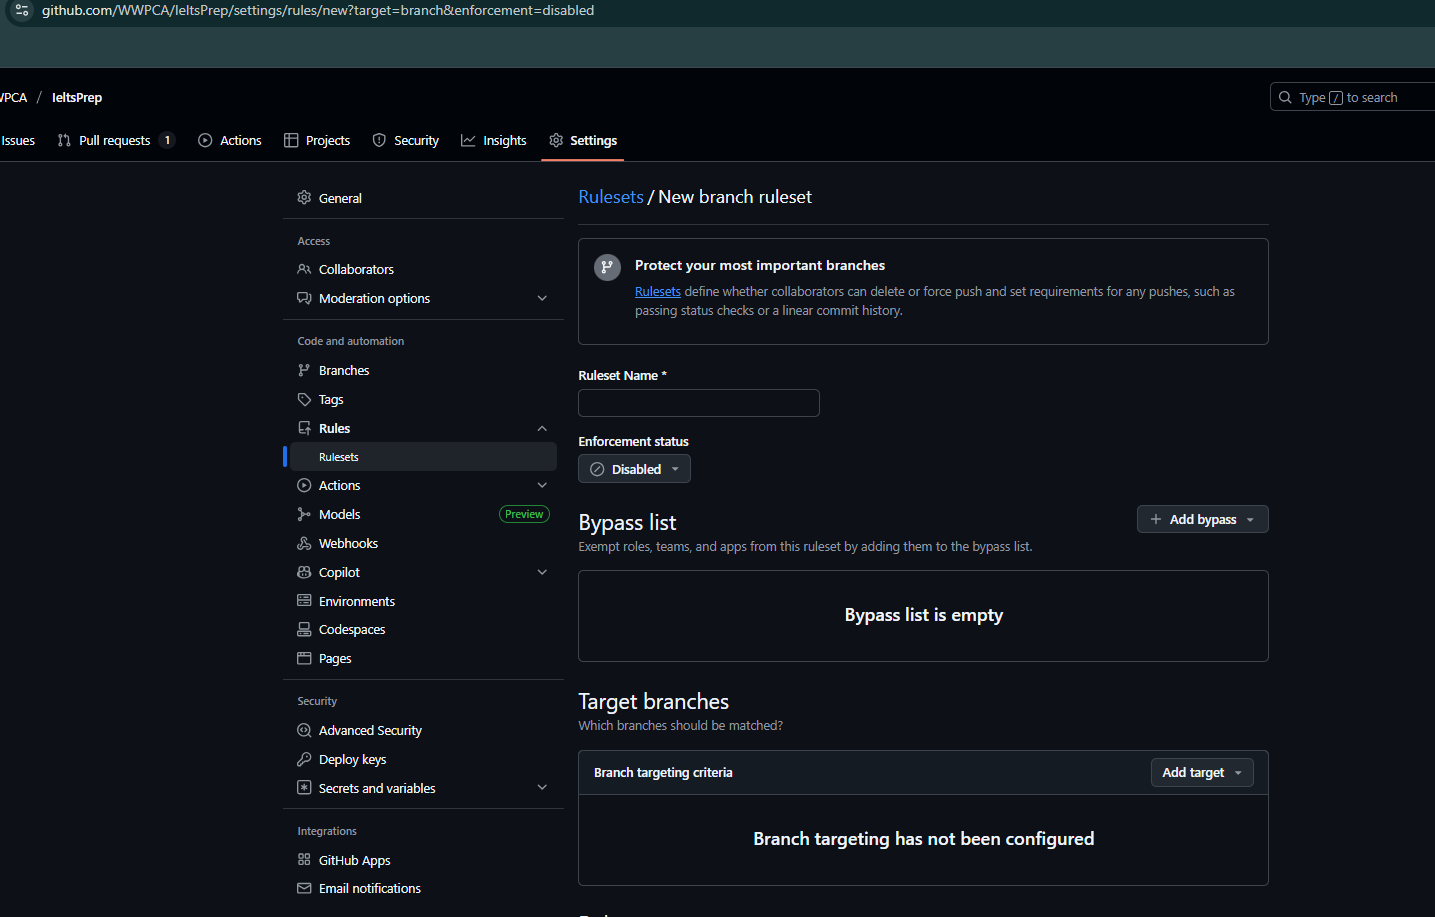 github.com/WWPCA/IeltsPrep/settings/rules/new?target=branch&enforcement=disabled
WPCA / IeltsPrep
Type / to search
Issues
Pull requests 1
Actions
Projects
Security
Insights
Settings
General
Access
Collaborators
Moderation options
Code and automation
Branches
Tags
Rules
Rulesets
Actions
Models Preview
Webhooks
Copilot
Environments
Codespaces
Pages
Security
Advanced Security
Deploy keys
Secrets and variables
Integrations
GitHub Apps
Email notifications
Rulesets / New branch ruleset
Protect your most important branches
Rulesets define whether collaborators can delete or force push and set requirements for any pushes, such as
passing status checks or a linear commit history.
Ruleset Name *
Enforcement status
Disabled
Bypass list
Add bypass
Exempt roles, teams, and apps from this ruleset by adding them to the bypass list.
Bypass list is empty
Target branches
Which branches should be matched?
Branch targeting criteria
Add target
Branch targeting has not been configured